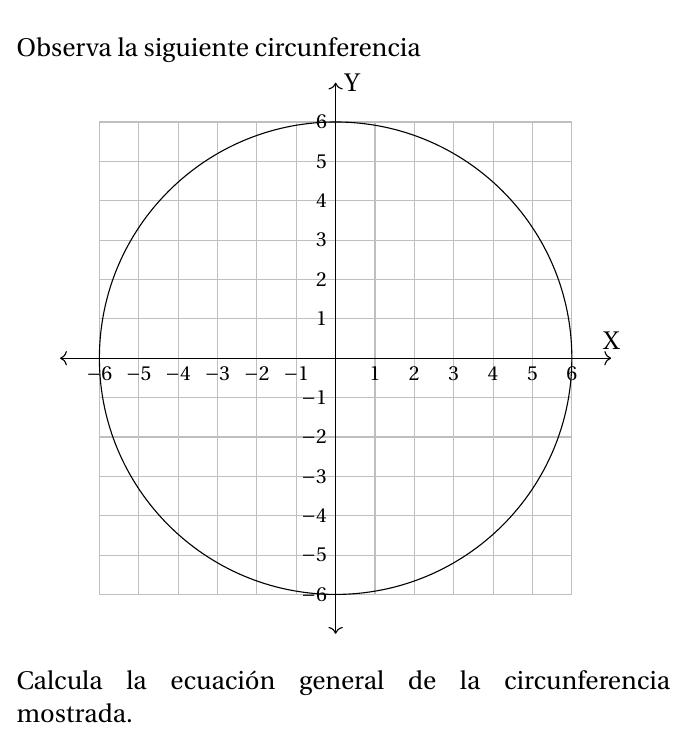 Observa la siguiente circunferencia
Y
6
5
4
3
2
1
X
−6 −5 −4 −3 −2 −1 1 2 3 4 5 6
−1
−2
−3
−4
−5
−6
Calcula la ecuación general de la circunferencia
mostrada.